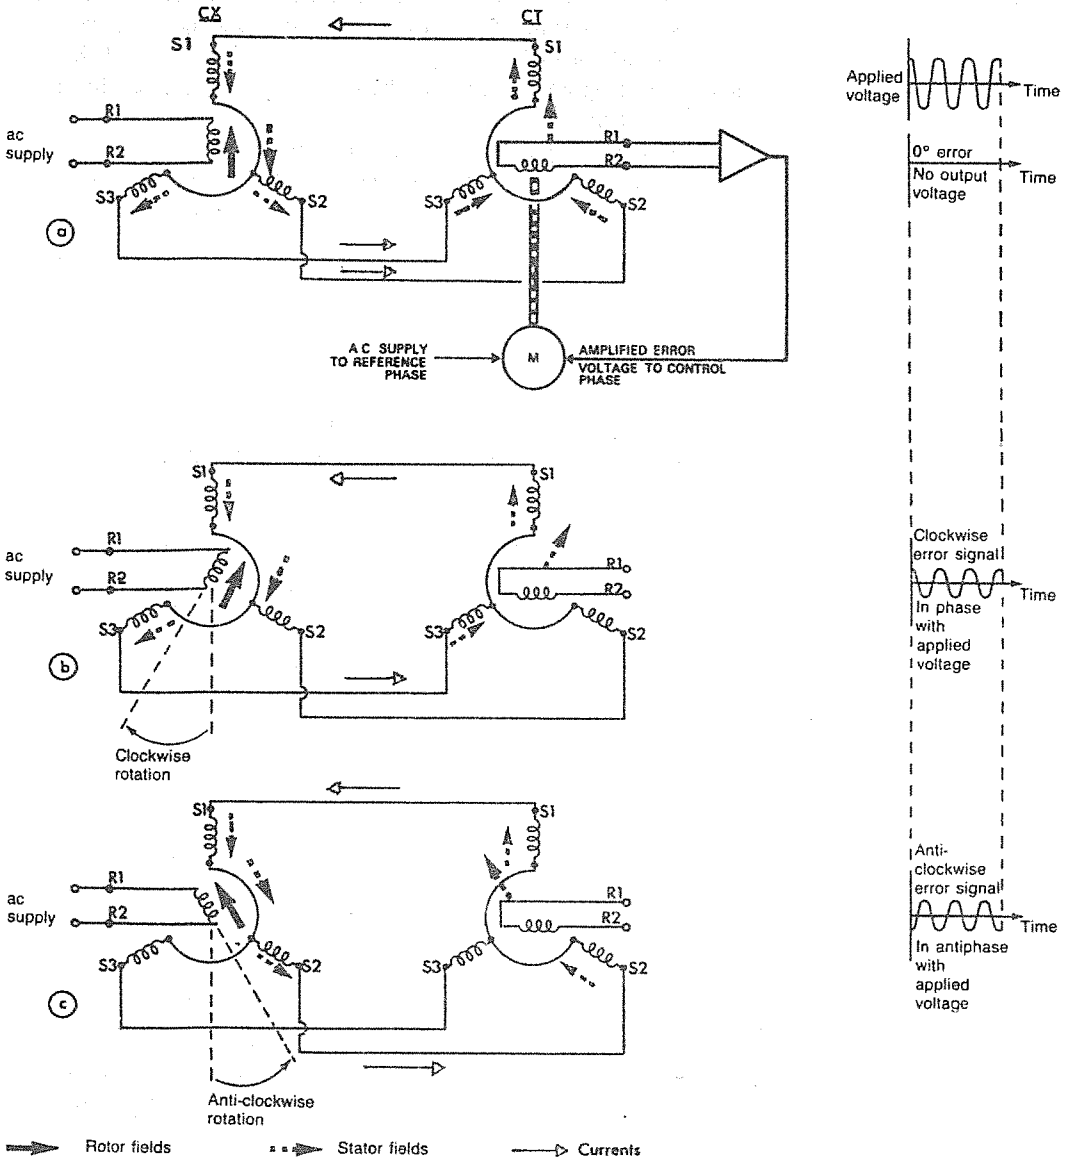 CX
CT
S1
S1
R1
ac
supply
R2
S3
S2
R1
R2
S3
S2
a
M
AC SUPPLY
TO REFERENCE
PHASE
AMPLIFIED ERROR
VOLTAGE TO CONTROL
PHASE
Applied
voltage
Time
0° error
No output
voltage
Time
S1
S1
R1
ac
supply
R2
S3
S2
R1
R2
S3
S2
b
Clockwise
rotation
Clockwise
error signal
Time
In phase
with
applied
voltage
S1
S1
R1
ac
supply
R2
S3
S2
R1
R2
S3
S2
c
Anti-clockwise
rotation
Anti-
clockwise
error signal
Time
In antiphase
with
applied
voltage
Rotor fields
Stator fields
Currents